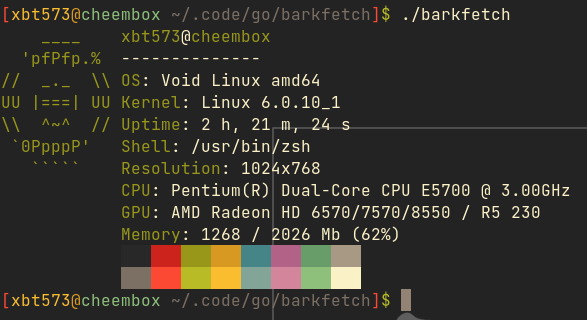 [xbt573@cheembox ~/.code/go/barkfetch]$ ./barkfetch
    ____      xbt573@cheembox
  'pfPfp.%  --------------
//  _._  \\ OS: Void Linux amd64
UU |===| UU Kernel: Linux 6.0.10_1
\\  ^~^  // Uptime: 2 h, 21 m, 24 s
 `0PpppP'   Shell: /usr/bin/zsh
   `````    Resolution: 1024x768
            CPU: Pentium(R) Dual-Core CPU E5700 @ 3.00GHz
            GPU: AMD Radeon HD 6570/7570/8550 / R5 230
            Memory: 1268 / 2026 Mb (62%)
[xbt573@cheembox ~/.code/go/barkfetch]$